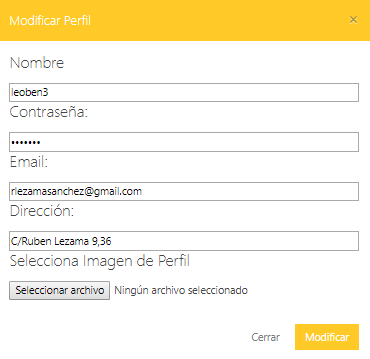 Modificar Perfil ×
Nombre
leoben3
Contraseña:
•••••••
Email:
rlezamasanchez@gmail.com
Dirección:
C/Ruben Lezama 9,36
Selecciona Imagen de Perfil
Seleccionar archivo Ningún archivo seleccionado
Cerrar Modificar